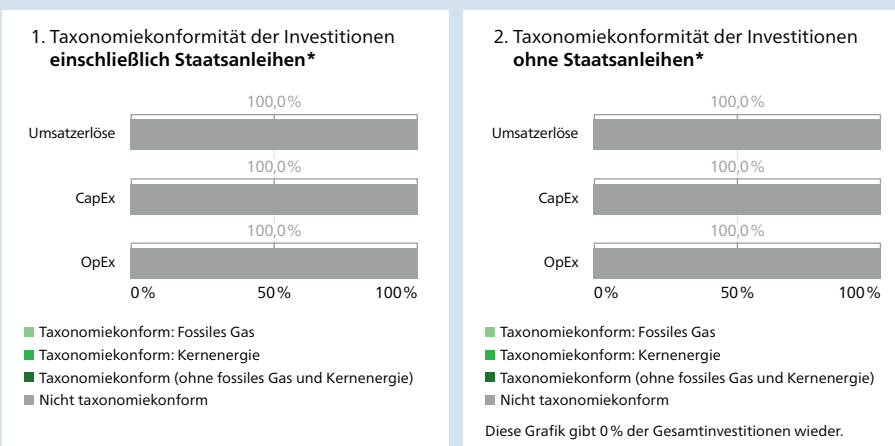 1. Taxonomiekonformität der Investitionen
einschließlich Staatsanleihen*
100,0 %
Umsatzerlöse
100,0 %
CapEx
100,0 %
OpEx
0 % 50 % 100 %
Taxonomiekonform: Fossiles Gas
Taxonomiekonform: Kernenergie
Taxonomiekonform (ohne fossiles Gas und Kernenergie)
Nicht taxonomiekonform
2. Taxonomiekonformität der Investitionen
ohne Staatsanleihen*
100,0 %
Umsatzerlöse
100,0 %
CapEx
100,0 %
OpEx
0 % 50 % 100 %
Taxonomiekonform: Fossiles Gas
Taxonomiekonform: Kernenergie
Taxonomiekonform (ohne fossiles Gas und Kernenergie)
Nicht taxonomiekonform
Diese Grafik gibt 0 % der Gesamtinvestitionen wieder.